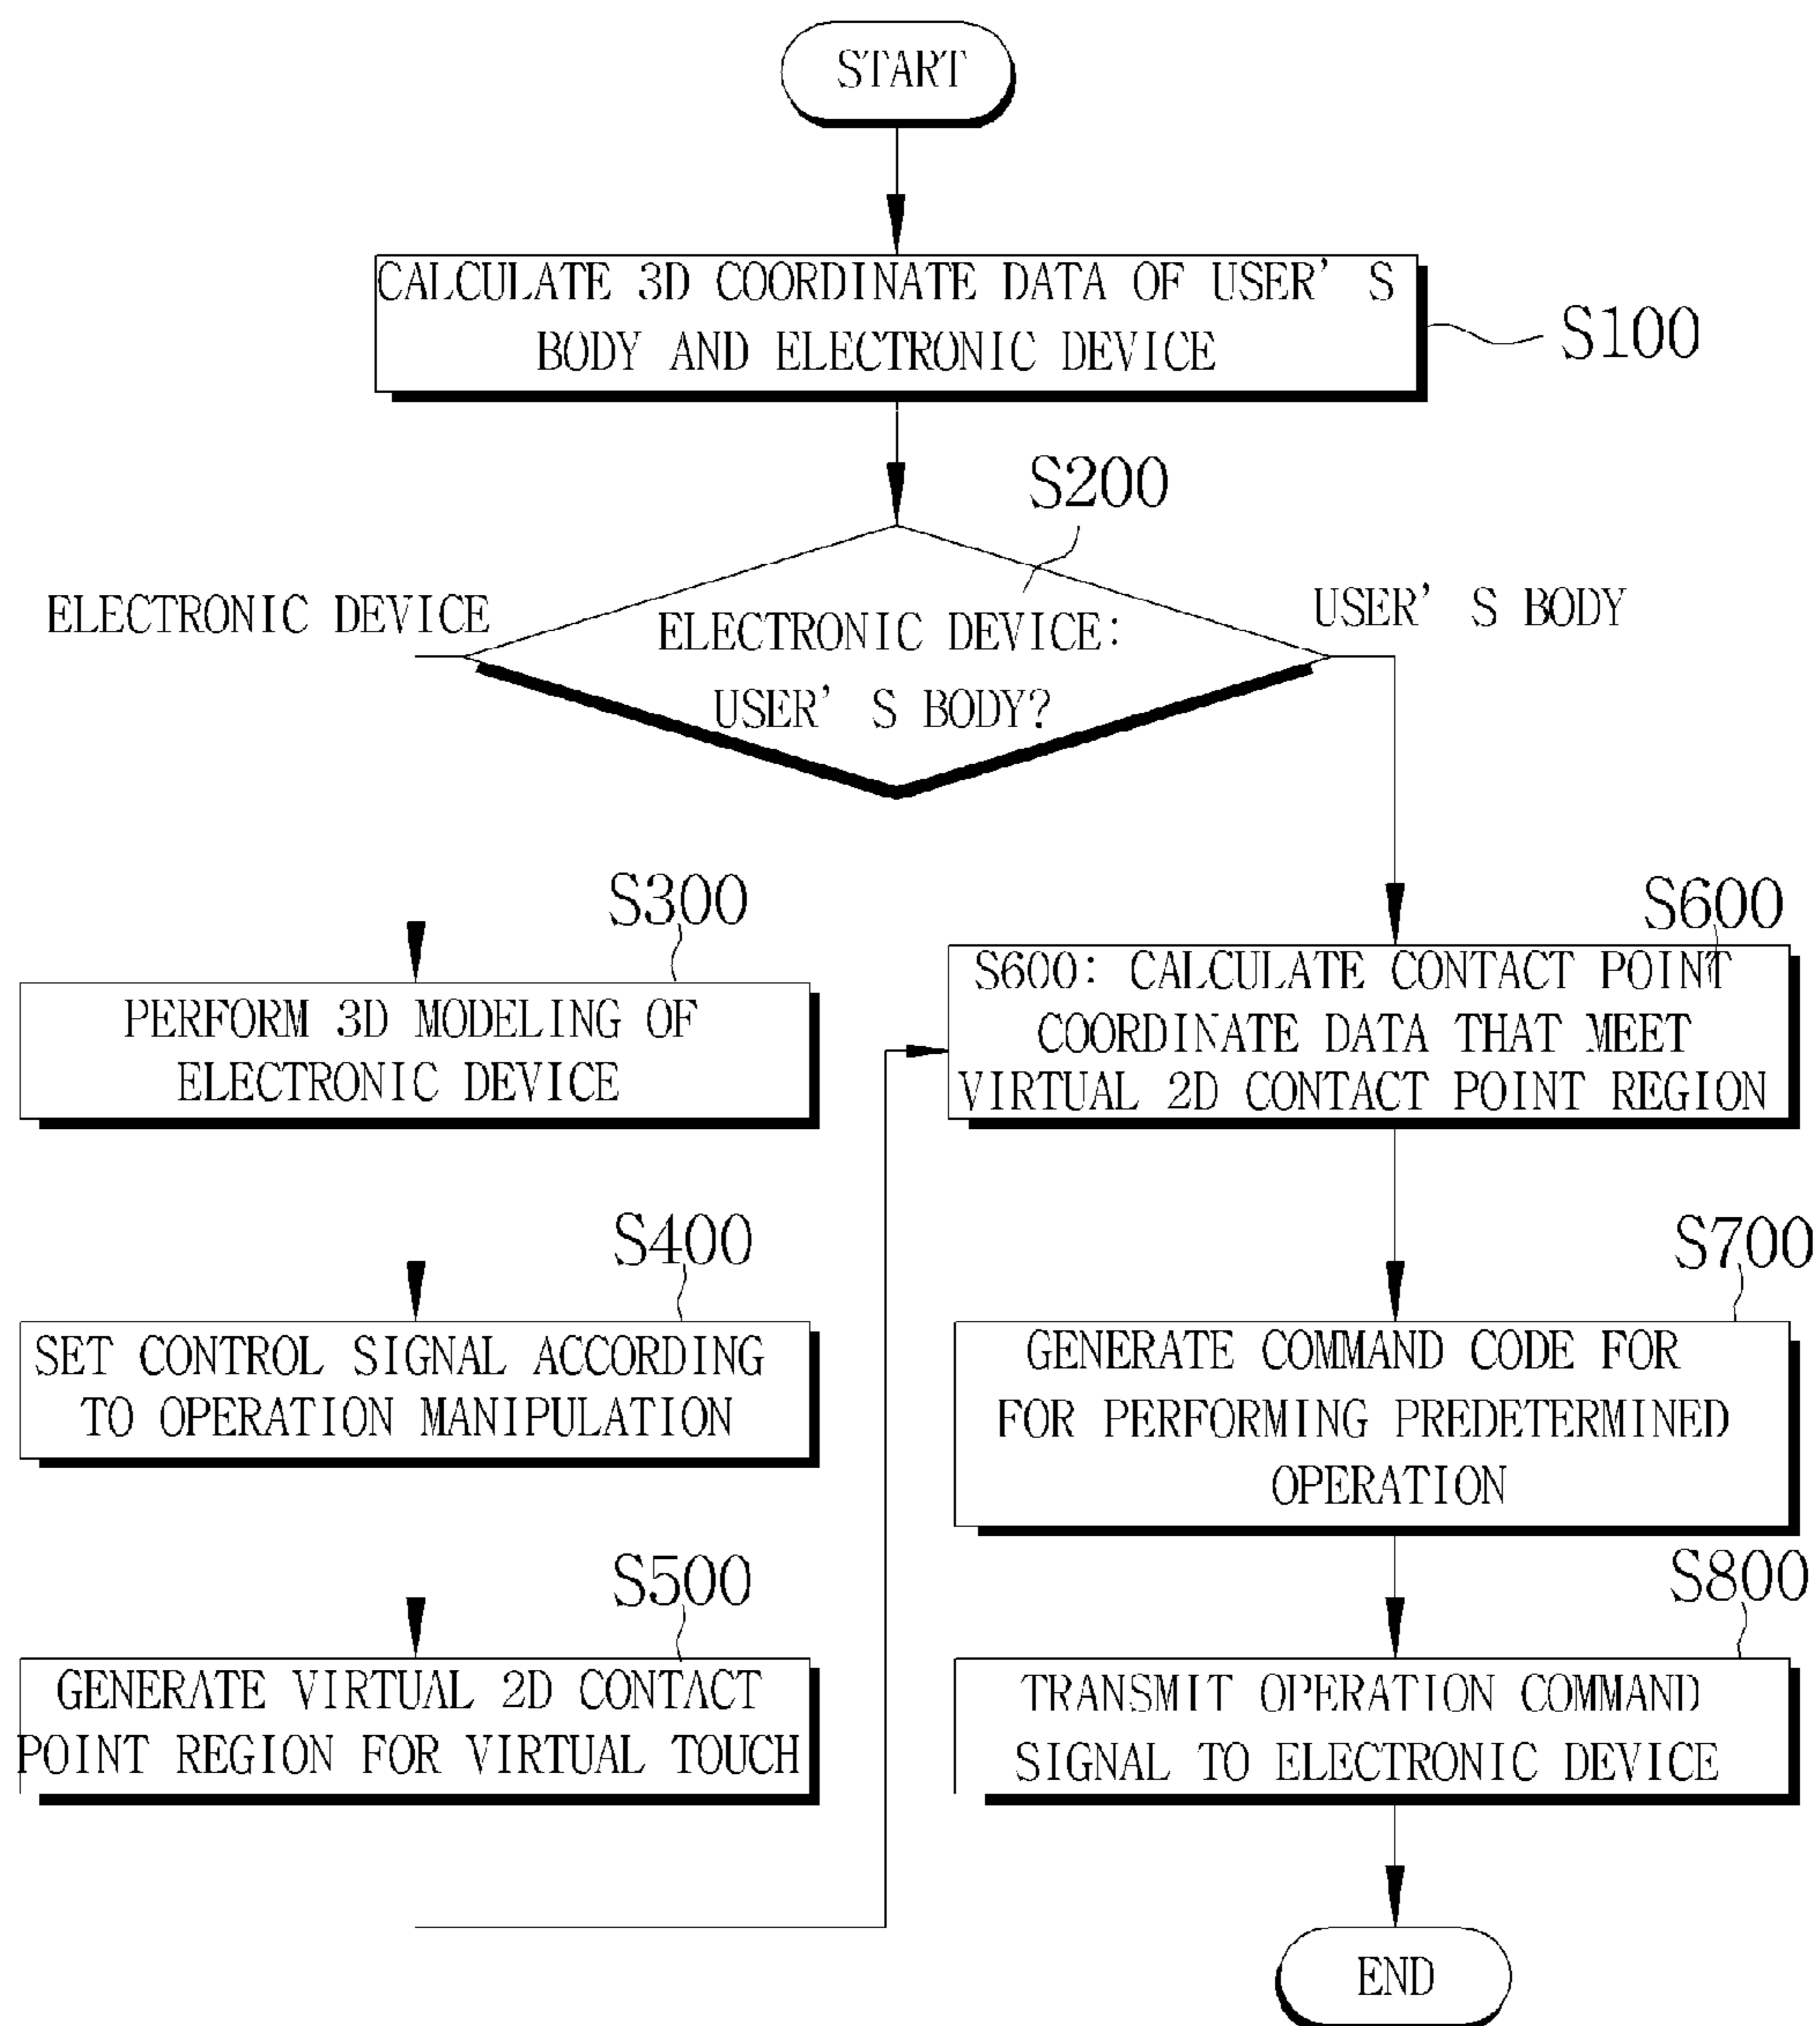 START
CALCULATE 3D COORDINATE DATA OF USER' S
BODY AND ELECTRONIC DEVICE
S100
S200
ELECTRONIC DEVICE
ELECTRONIC DEVICE:
USER' S BODY?
USER' S BODY
S300
PERFORM 3D MODELING OF
ELECTRONIC DEVICE
S400
SET CONTROL SIGNAL ACCORDING
TO OPERATION MANIPULATION
S500
GENERATE VIRTUAL 2D CONTACT
POINT REGION FOR VIRTUAL TOUCH
S600
S600: CALCULATE CONTACT POINT
COORDINATE DATA THAT MEET
VIRTUAL 2D CONTACT POINT REGION
S700
GENERATE COMMAND CODE FOR
FOR PERFORMING PREDETERMINED
OPERATION
S800
TRANSMIT OPERATION COMMAND
SIGNAL TO ELECTRONIC DEVICE
END